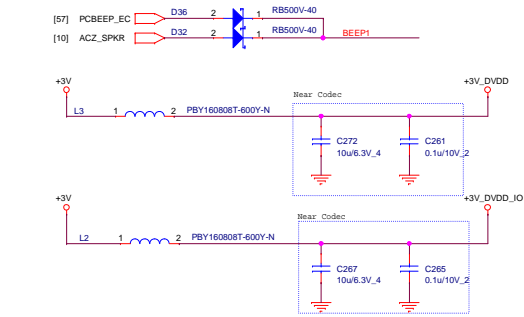 [57] PCBEEP_EC D36 2 1 RB500V-40
[10] ACZ_SPKR D32 2 1 RB500V-40 BEEP1
+3V +3V_DVDD
Near Codec
L3 1 2 PBY160808T-600Y-N
C272 C261
10u/6.3V_4 0.1u/10V_2
+3V +3V_DVDD_IO
Near Codec
L2 1 2 PBY160808T-600Y-N
C267 C265
10u/6.3V_4 0.1u/10V_2